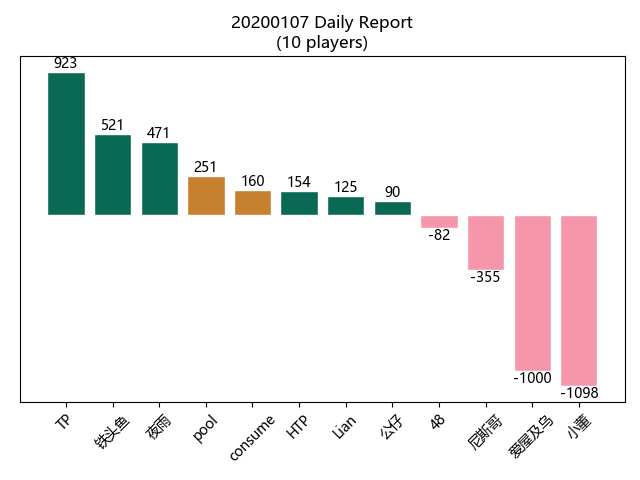 20200107 Daily Report
(10 players)
923
521
471
251
160
154
125
90
-82
-355
-1000
-1098
TP
铁头鱼
夜雨
pool
consume
HTP
Lian
公仔
48
尼斯哥
爱屋及乌
小董